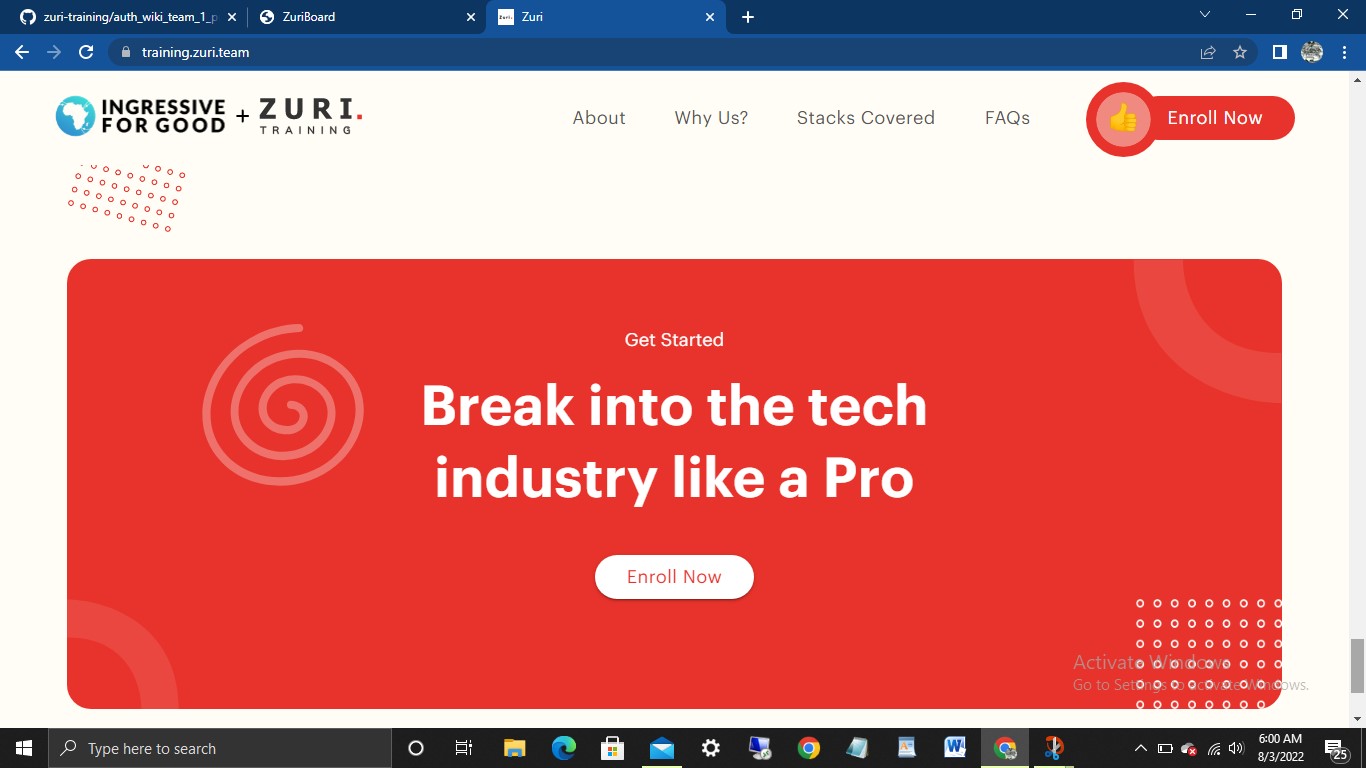 zuri-training/auth_wiki_team_1_p
ZuriBoard
Zuri
training.zuri.team
INGRESSIVE
FOR GOOD
+
ZURI.
TRAINING
About
Why Us?
Stacks Covered
FAQs
Enroll Now
Get Started
Break into the tech
industry like a Pro
Enroll Now
Activate Windows
Go to Settings to activate Windows.
Type here to search
6:00 AM
8/3/2022
25